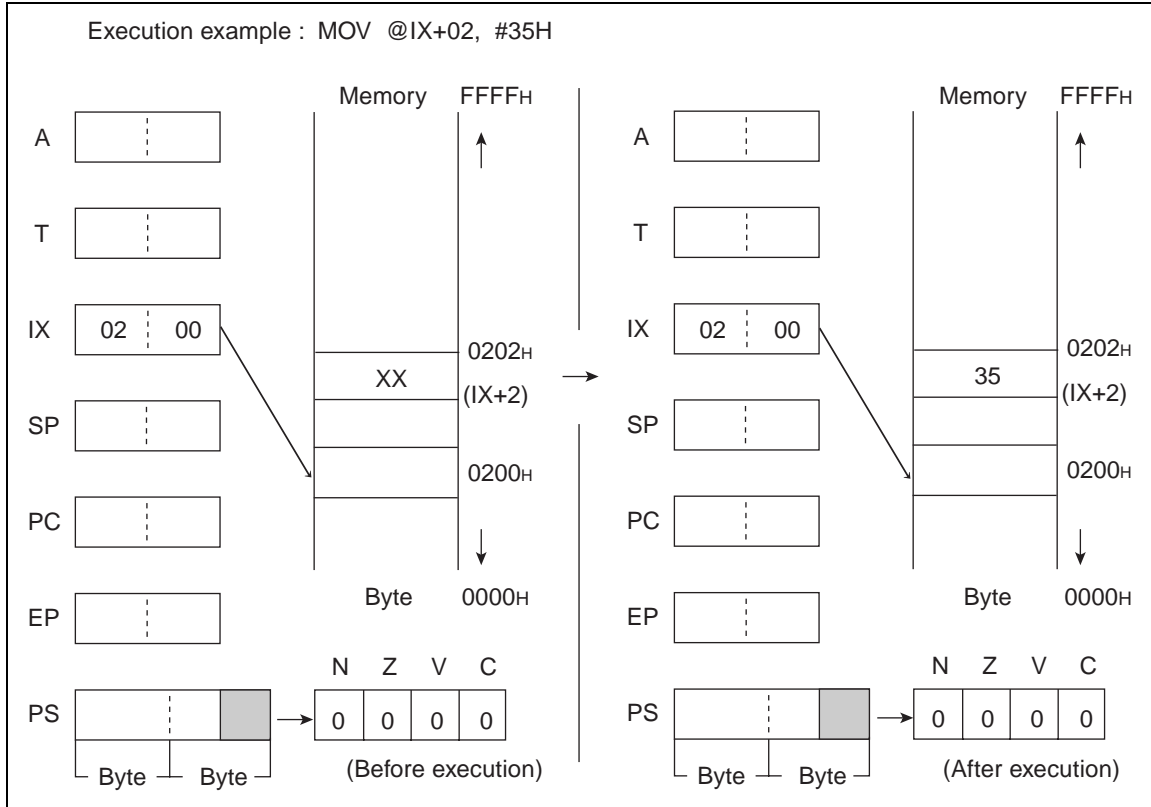 Execution example : MOV @IX+02, #35H
Memory FFFFH
A
T
IX 02 00
0202H
XX
(IX+2)
SP
0200H
PC
Byte 0000H
EP
N Z V C
PS 0 0 0 0
Byte Byte (Before execution)
Memory FFFFH
A
T
IX 02 00
0202H
35
(IX+2)
SP
0200H
PC
Byte 0000H
EP
N Z V C
PS 0 0 0 0
Byte Byte (After execution)